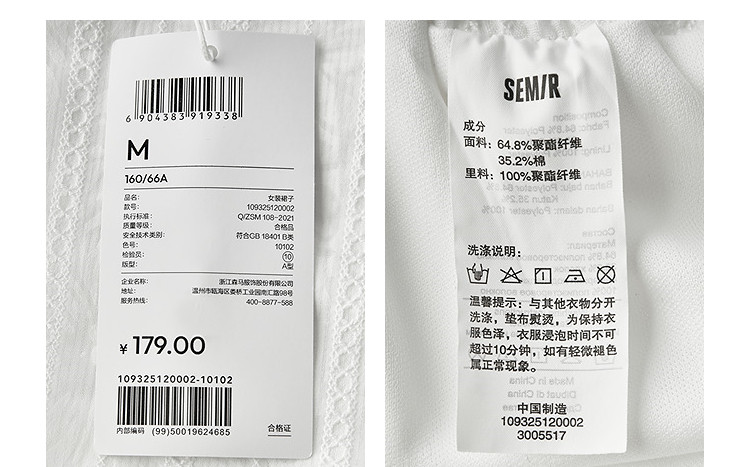 6 904383 919338
M
160/66A
品名： 女装裙子
款号： 109325120002
执行标准： Q/ZSM 108-2021
质量等级： 合格品
安全技术类别： 符合GB 18401 B类
色号： 10102
检验员： 10
版型： A型
企业名称： 浙江森马服饰股份有限公司
地址： 温州市瓯海区娄桥工业园南汇路98号
服务热线： 400-8877-588
￥179.00
109325120002-10102
内部编码 (99)50019624685
合格证
SEMIR
成分
面料：64.8%聚酯纤维
35.2%棉
里料：100%聚酯纤维
洗涤说明：
温馨提示：与其他衣物分开
洗涤，垫布熨烫，为保持衣
服色泽，衣服浸泡时间不可
超过10分钟，如有轻微褪色
属正常现象。
中国制造
109325120002
3005517